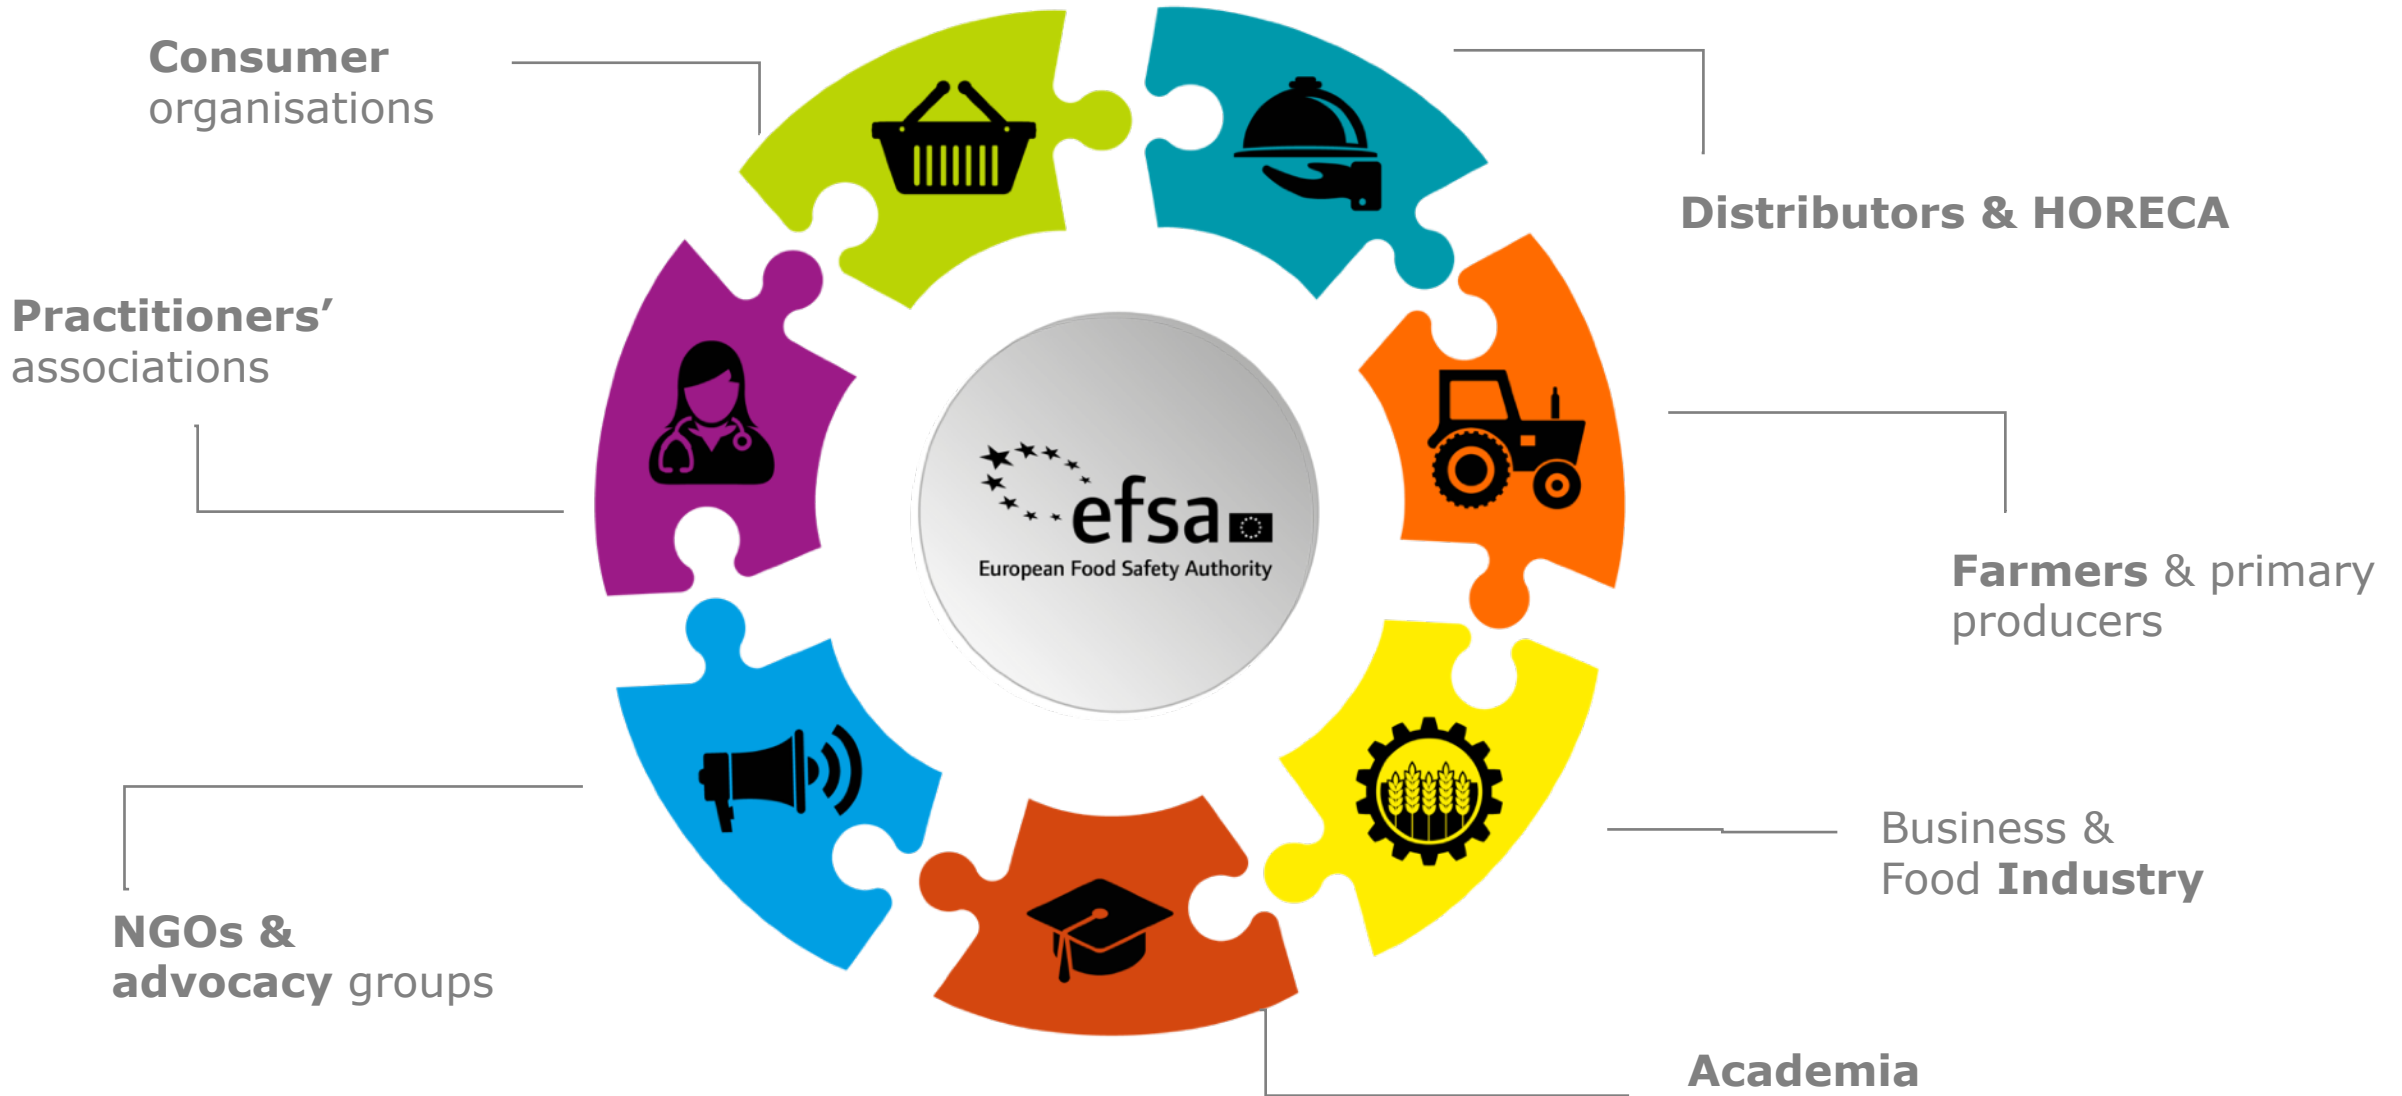 Consumer
organisations
Distributors & HORECA
Practitioners’
associations
efsa
European Food Safety Authority
Farmers & primary
producers
Business &
Food Industry
NGOs &
advocacy groups
Academia